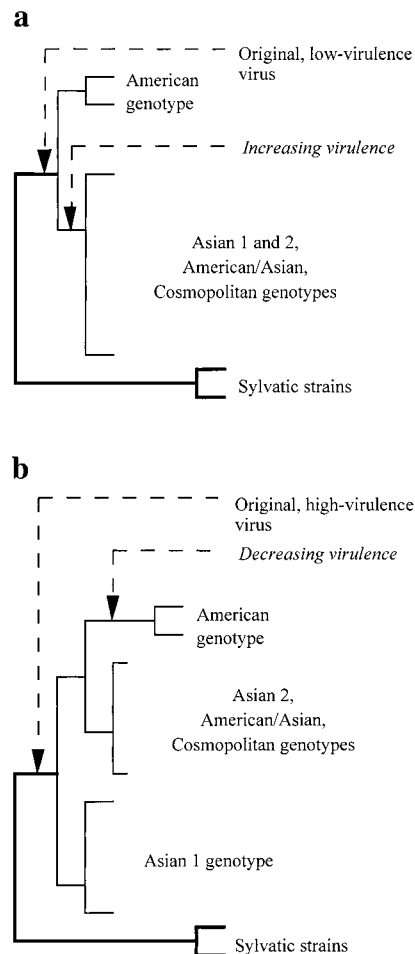 a
Original, low-virulence
virus
American
genotype
Increasing virulence
Asian 1 and 2,
American/Asian,
Cosmopolitan genotypes
Sylvatic strains
b
Original, high-virulence
virus
Decreasing virulence
American
genotype
Asian 2,
American/Asian,
Cosmopolitan genotypes
Asian 1 genotype
Sylvatic strains